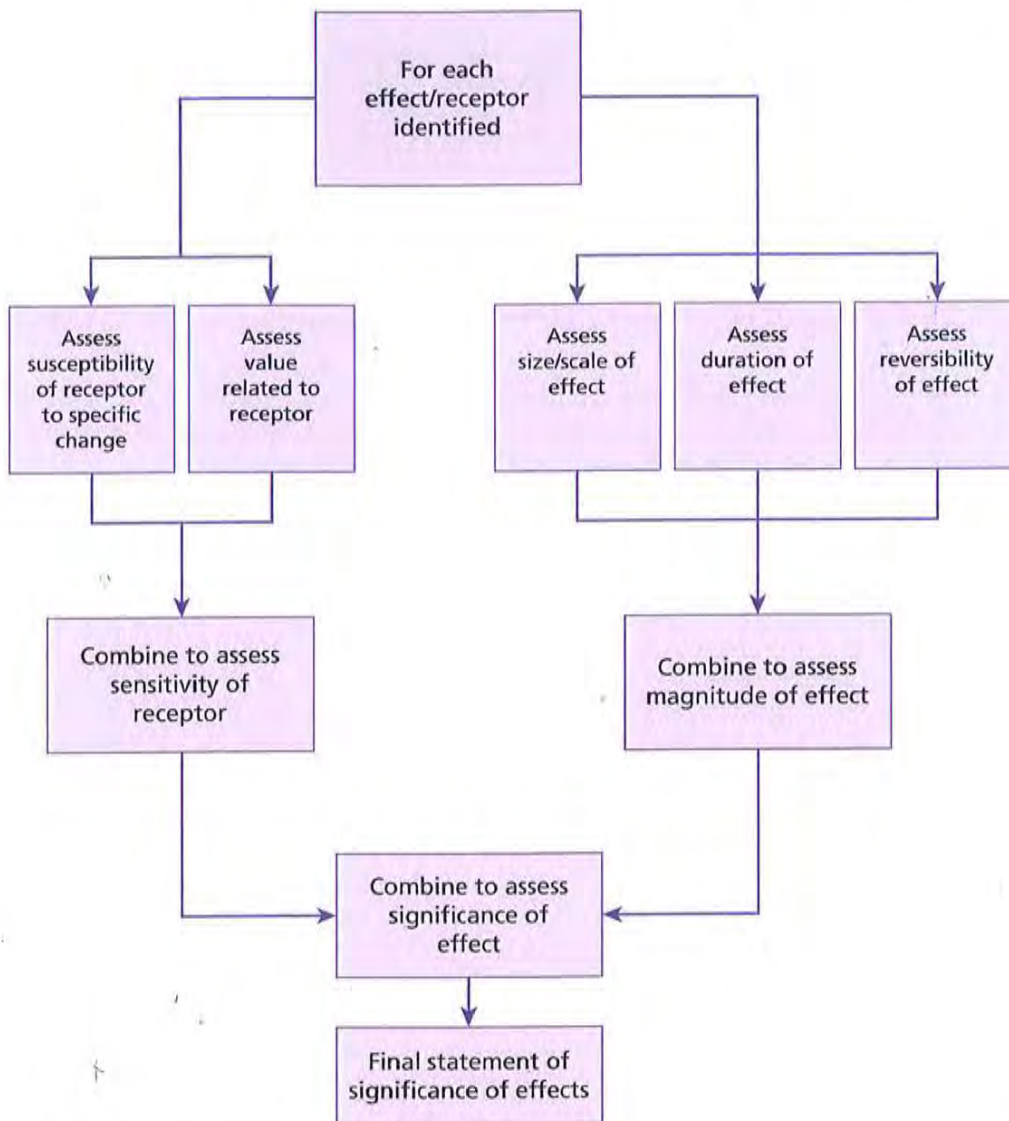 For each
effect/receptor
identified
Assess
susceptibility
of receptor
to specific
change
Assess
value
related to
receptor
Assess
size/scale of
effect
Assess
duration of
effect
Assess
reversibility
of effect
Combine to assess
sensitivity of
receptor
Combine to assess
magnitude of effect
Combine to assess
significance of
effect
Final statement of
significance of effects